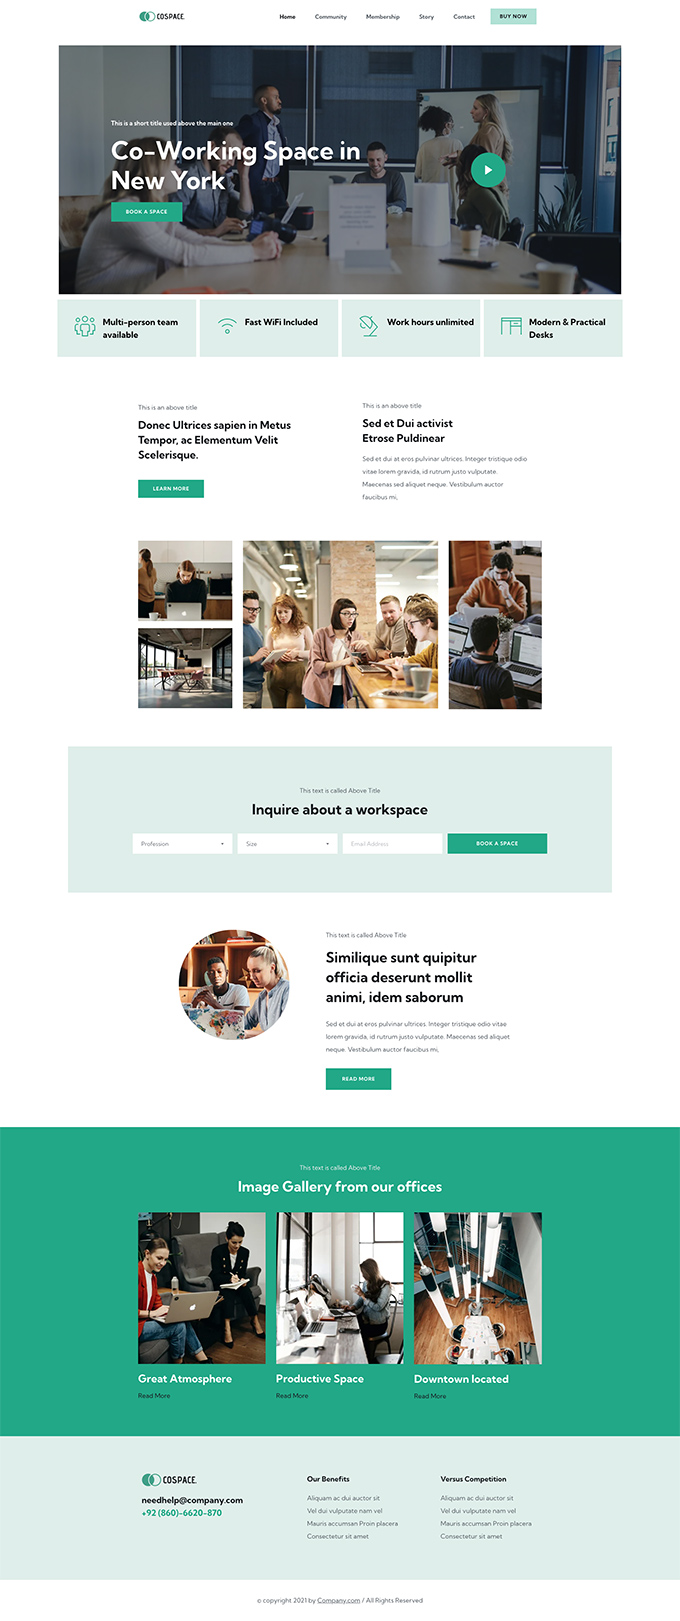 COSPACE.
Home Community Membership Story Contact BUY NOW
This is a short title used above the main one
Co-Working Space in
New York
BOOK A SPACE
Multi-person team
available
Fast WiFi Included
Work hours unlimited
Modern & Practical
Desks
This is an above title
Donec Ultrices sapien in Metus
Tempor, ac Elementum Velit
Scelerisque.
LEARN MORE
This is an above title
Sed et Dui activist
Etrose Puldinear
Sed et dui at eros pulvinar ultrices. Integer tristique odio
vitae lorem gravida, id rutrum justo vulputate.
Maecenas sed aliquet neque. Vestibulum auctor
faucibus mi,
This text is called Above Title
Inquire about a workspace
Profession Size Email Address BOOK A SPACE
This text is called Above Title
Similique sunt quipitur
officia deserunt mollit
animi, idem saborum
Sed et dui at eros pulvinar ultrices. Integer tristique odio vitae
lorem gravida, id rutrum justo vulputate. Maecenas sed aliquet
neque. Vestibulum auctor faucibus mi,
READ MORE
This text is called Above Title
Image Gallery from our offices
Great Atmosphere
Read More
Productive Space
Read More
Downtown located
Read More
COSPACE.
needhelp@company.com
+92 (860)-6620-870
Our Benefits
Aliquam ac dui auctor sit
Vel dui vulputate nam vel
Mauris accumsan Proin placera
Consectetur sit amet
Versus Competition
Aliquam ac dui auctor sit
Vel dui vulputate nam vel
Mauris accumsan Proin placera
Consectetur sit amet
© copyright 2021 by Company.com / All Rights Reserved